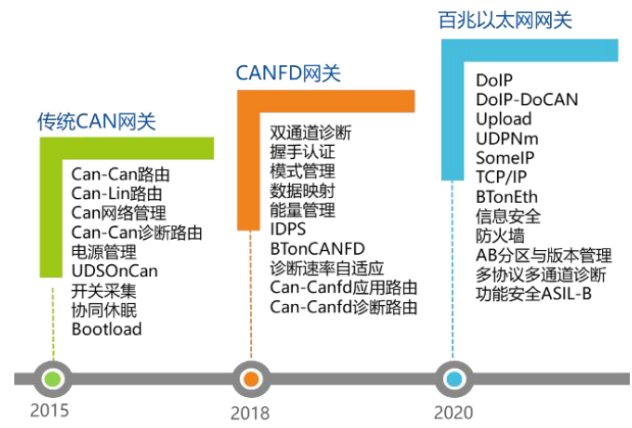 传统CAN网关
Can-Can路由
Can-Lin路由
Can网络管理
Can-Can诊断路由
电源管理
UDSOnCan
开关采集
协同休眠
Bootload
2015
CANFD网关
双通道诊断
握手认证
模式管理
数据映射
能量管理
IDPS
BTonCANFD
诊断速率自适应
Can-Canfd应用路由
Can-Canfd诊断路由
2018
百兆以太网网关
DoIP
DoIP-DoCAN
Upload
UDPNm
SomeIP
TCP/IP
BTonEth
信息安全
防火墙
AB分区与版本管理
多协议多通道诊断
功能安全ASIL-B
2020